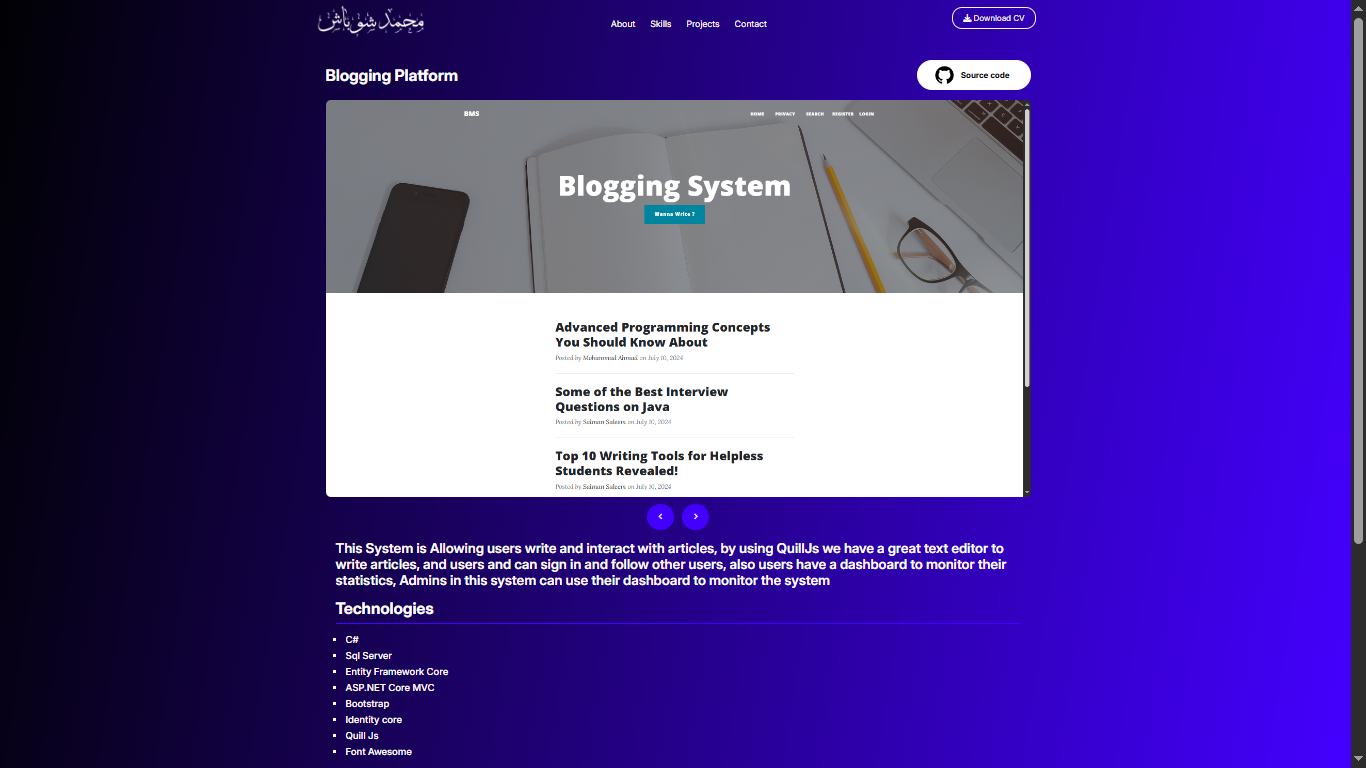 محمد شوباش
About Skills Projects Contact
Download CV
Blogging Platform
Source code
BMS
HOME PRIVACY SEARCH REGISTER LOGIN
Blogging System
Wanna Write ?
Advanced Programming Concepts
You Should Know About
Posted by Mohammad Ahmad on July 10, 2024
Some of the Best Interview
Questions on Java
Posted by Salman Saleem on July 10, 2024
Top 10 Writing Tools for Helpless
Students Revealed!
Posted by Salman Saleem on July 10, 2024
This System is Allowing users write and interact with articles, by using QuillJs we have a great text editor to
write articles, and users and can sign in and follow other users, also users have a dashboard to monitor their
statistics, Admins in this system can use their dashboard to monitor the system
Technologies
C#
Sql Server
Entity Framework Core
ASP.NET Core MVC
Bootstrap
Identity core
Quill Js
Font Awesome